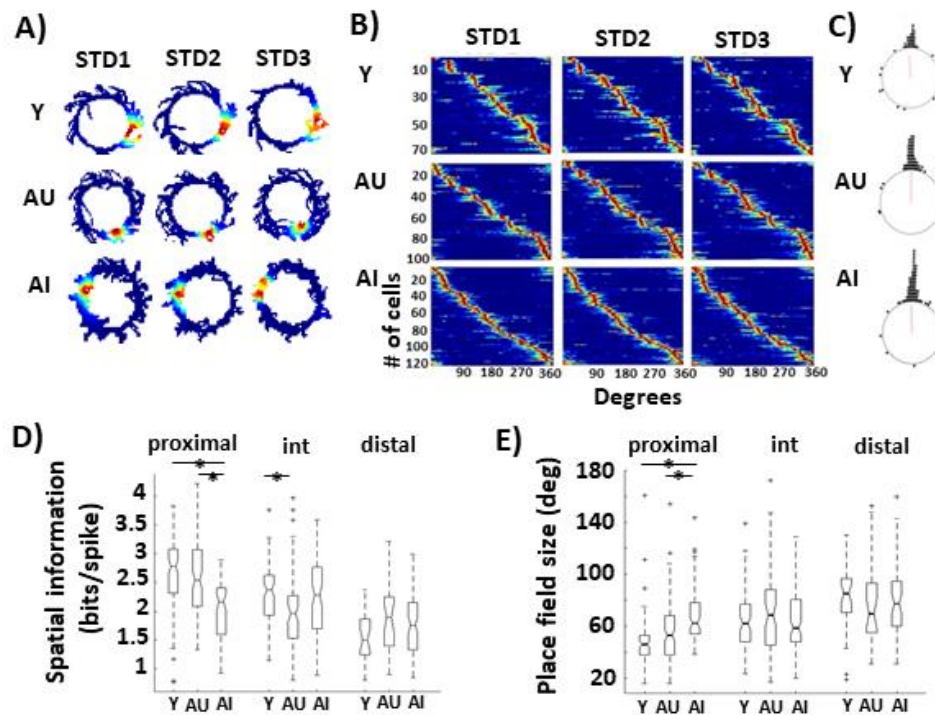 A)
STD1 STD2 STD3
Y
AU
AI
B)
STD1 STD2 STD3
Y
10
30
50
70
AU
20
40
60
80
100
AI
# of cells
20
40
60
80
100
120
90 180 270 360 90 180 270 360 90 180 270 360
Degrees
C)
Y
AU
AI
D)
proximal int distal
* *
*
Spatial information
(bits/spike)
4
3.5
3
2.5
2
1.5
1
Y AU AI Y AU AI Y AU AI
E)
proximal int distal
*
*
Place field size (deg)
180
140
100
60
20
Y AU AI Y AU AI Y AU AI